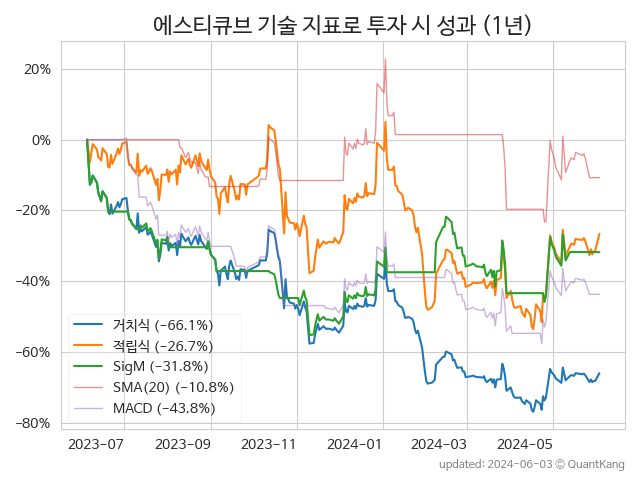 에스티큐브 기술 지표로 투자 시 성과 (1년)
20%
0%
−20%
−40%
−60%
−80%
거치식 (−66.1%)
적립식 (−26.7%)
SigM (−31.8%)
SMA(20) (−10.8%)
MACD (−43.8%)
2023−07 2023−09 2023−11 2024−01 2024−03 2024−05
updated: 2024−06−03 ⓒ QuantKang